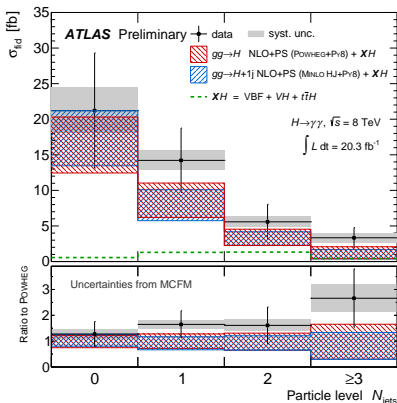 σfid [fb]
ATLAS Preliminary
data
syst. unc.
gg→H NLO+PS (POWHEG+PY8) + XH
gg→H+1j NLO+PS (MINLO HJ+PY8) + XH
XH = VBF + VH + tt̄H
H→γγ, √s = 8 TeV
∫ L dt = 20.3 fb⁻¹
35
30
25
20
15
10
5
0
Ratio to POWHEG
Uncertainties from MCFM
3
2
1
0
0 1 2 ≥3
Particle level Njets